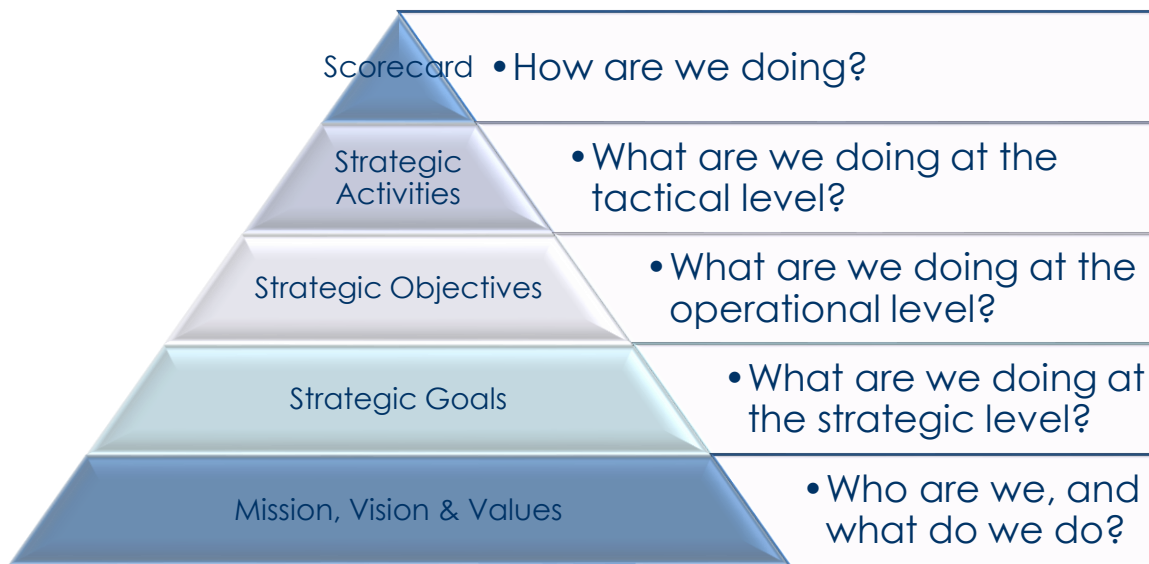 Scorecard
•How are we doing?
Strategic
Activities
•What are we doing at the
tactical level?
Strategic Objectives
•What are we doing at the
operational level?
Strategic Goals
•What are we doing at
the strategic level?
Mission, Vision & Values
•Who are we, and
what do we do?